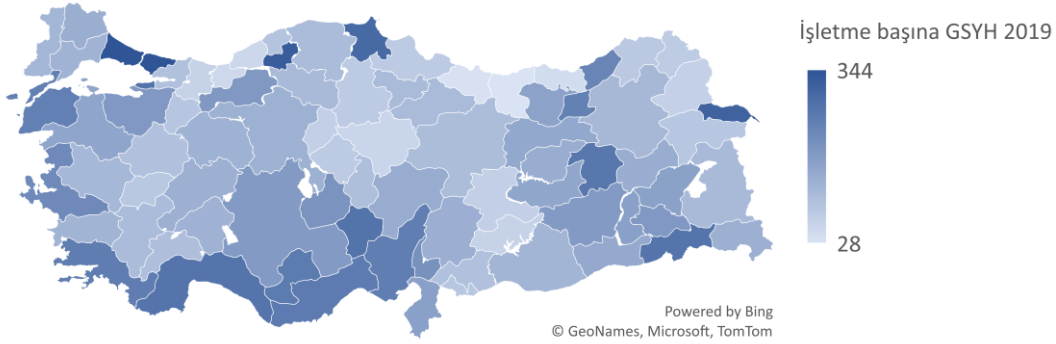 İşletme başına GSYH 2019
344
28
Powered by Bing
© GeoNames, Microsoft, TomTom